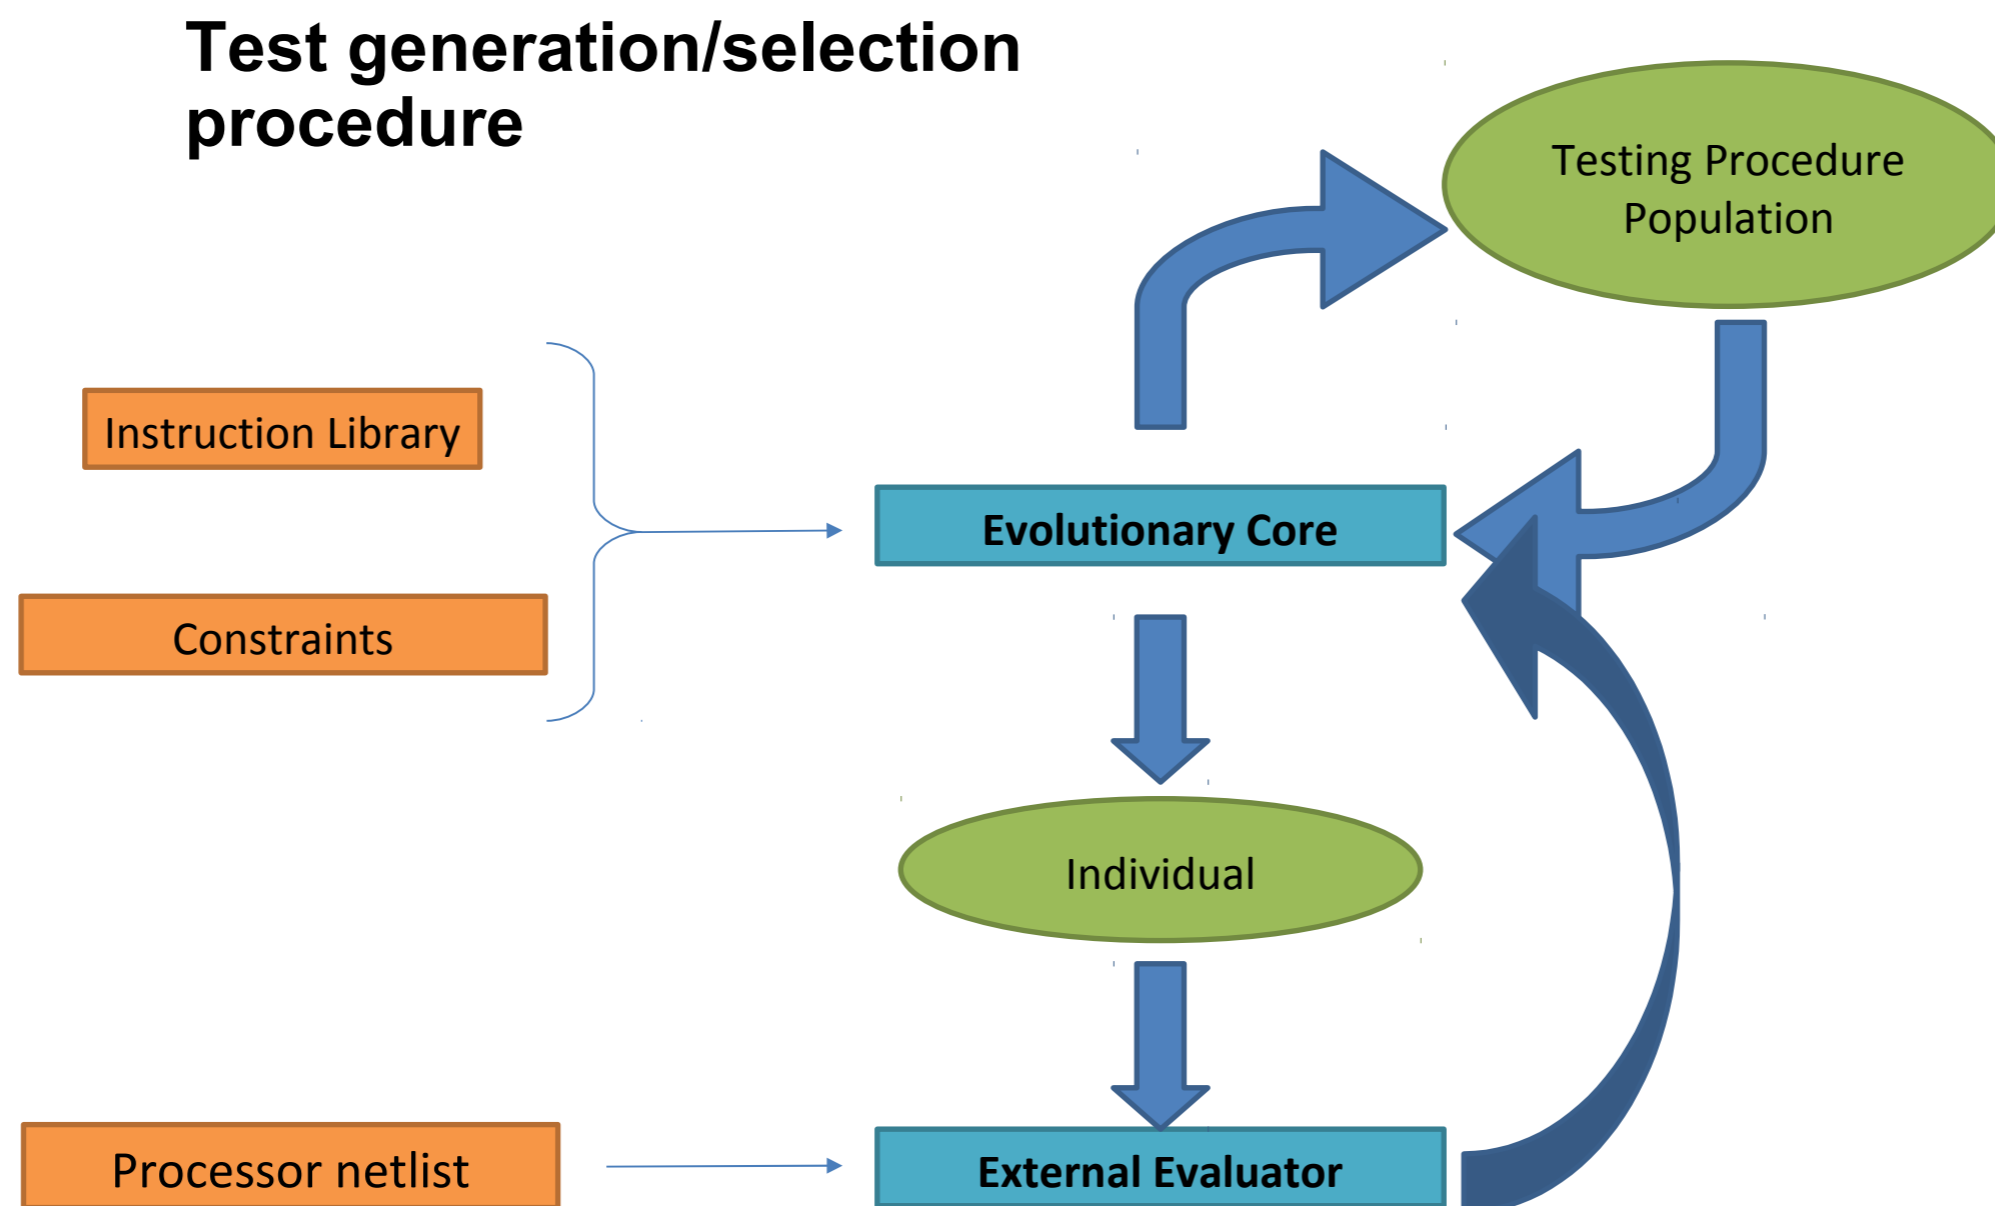 Test generation/selection
procedure
Testing Procedure
Population
Instruction Library
Evolutionary Core
Constraints
Individual
Processor netlist
External Evaluator